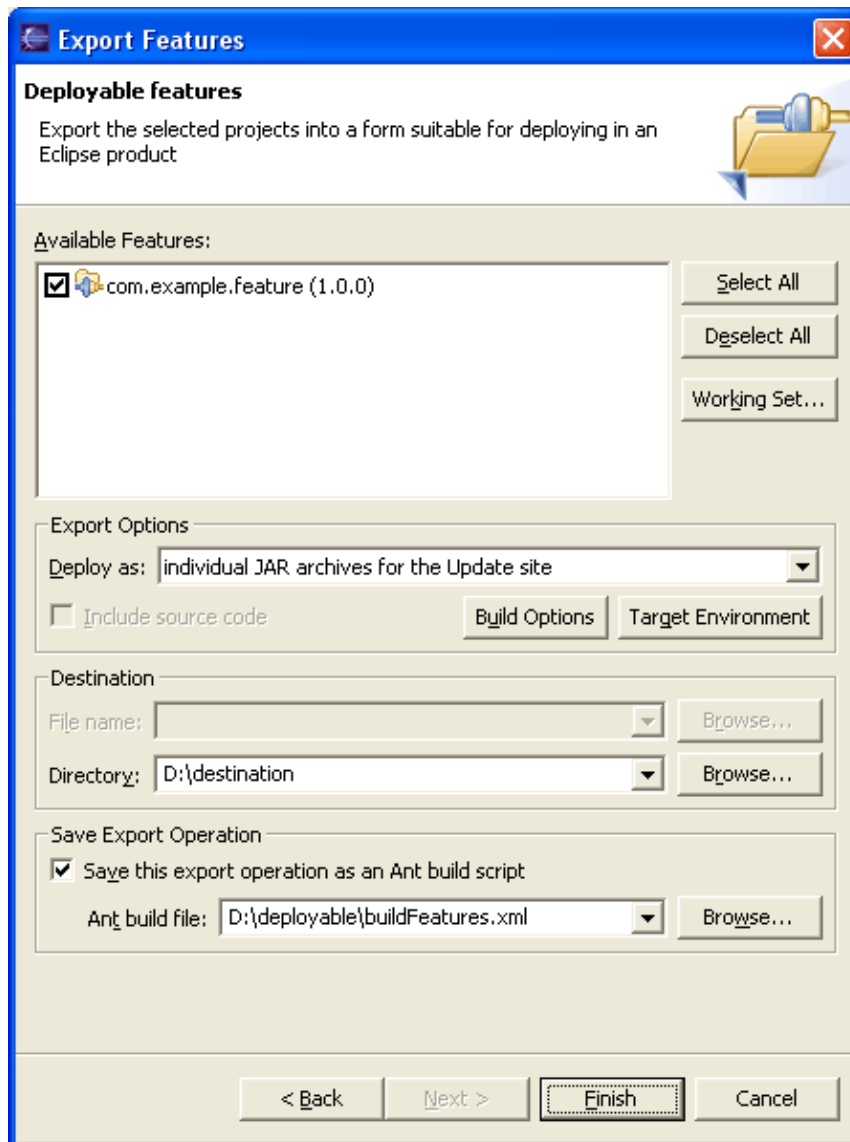 Export Features
Deployable features
Export the selected projects into a form suitable for deploying in an
Eclipse product
Available Features:
com.example.feature (1.0.0)
Select All
Deselect All
Working Set...
Export Options
Deploy as: individual JAR archives for the Update site
Include source code Build Options Target Environment
Destination
File name: Browse...
Directory: D:\destination Browse...
Save Export Operation
Save this export operation as an Ant build script
Ant build file: D:\deployable\buildFeatures.xml Browse...
< Back Next > Finish Cancel